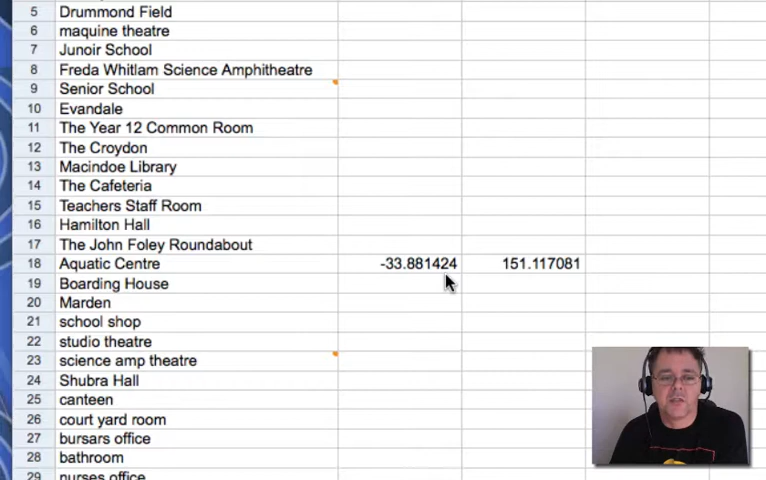 5 Drummond Field
6 maquine theatre
7 Junoir School
8 Freda Whitlam Science Amphitheatre
9 Senior School
10 Evandale
11 The Year 12 Common Room
12 The Croydon
13 Macindoe Library
14 The Cafeteria
15 Teachers Staff Room
16 Hamilton Hall
17 The John Foley Roundabout
18 Aquatic Centre -33.881424 151.117081
19 Boarding House
20 Marden
21 school shop
22 studio theatre
23 science amp theatre
24 Shubra Hall
25 canteen
26 court yard room
27 bursars office
28 bathroom
29 nurses office